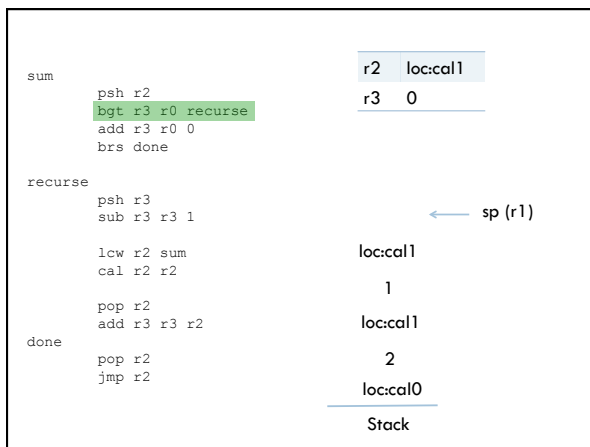 sum
psh r2
bgt r3 r0 recurse
add r3 r0 0
brs done
recurse
psh r3
sub r3 r3 1
lcw r2 sum
cal r2 r2
pop r2
add r3 r3 r2
done
pop r2
jmp r2
r2 loc:cal1
r3 0
sp (r1)
loc:cal1
1
loc:cal1
2
loc:cal0
Stack